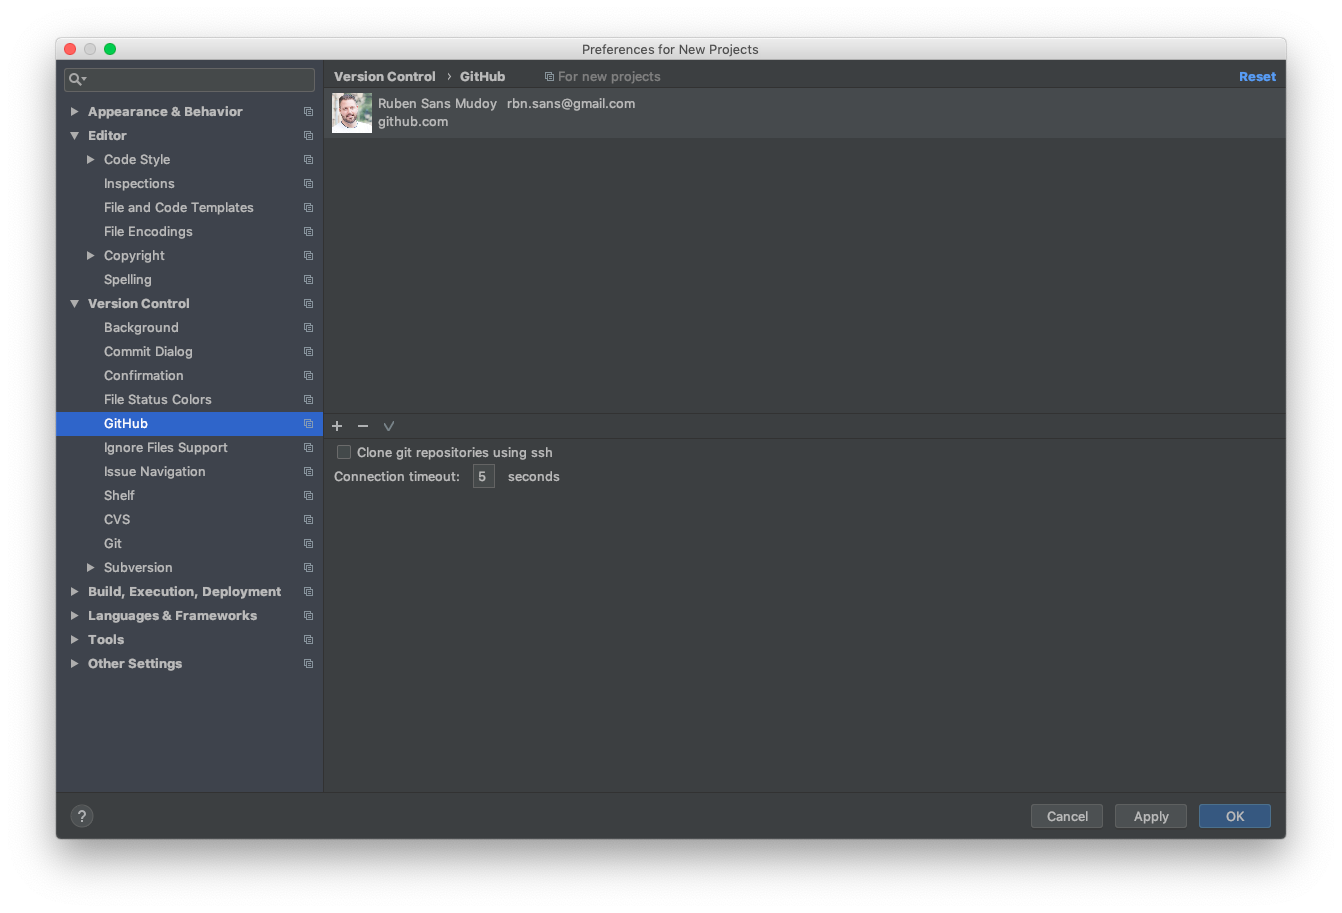 Preferences for New Projects
Appearance & Behavior
Editor
Code Style
Inspections
File and Code Templates
File Encodings
Copyright
Spelling
Version Control
Background
Commit Dialog
Confirmation
File Status Colors
GitHub
Ignore Files Support
Issue Navigation
Shelf
CVS
Git
Subversion
Build, Execution, Deployment
Languages & Frameworks
Tools
Other Settings
Version Control › GitHub For new projects Reset
Ruben Sans Mudoy rbn.sans@gmail.com
github.com
Clone git repositories using ssh
Connection timeout: 5 seconds
? Cancel Apply OK